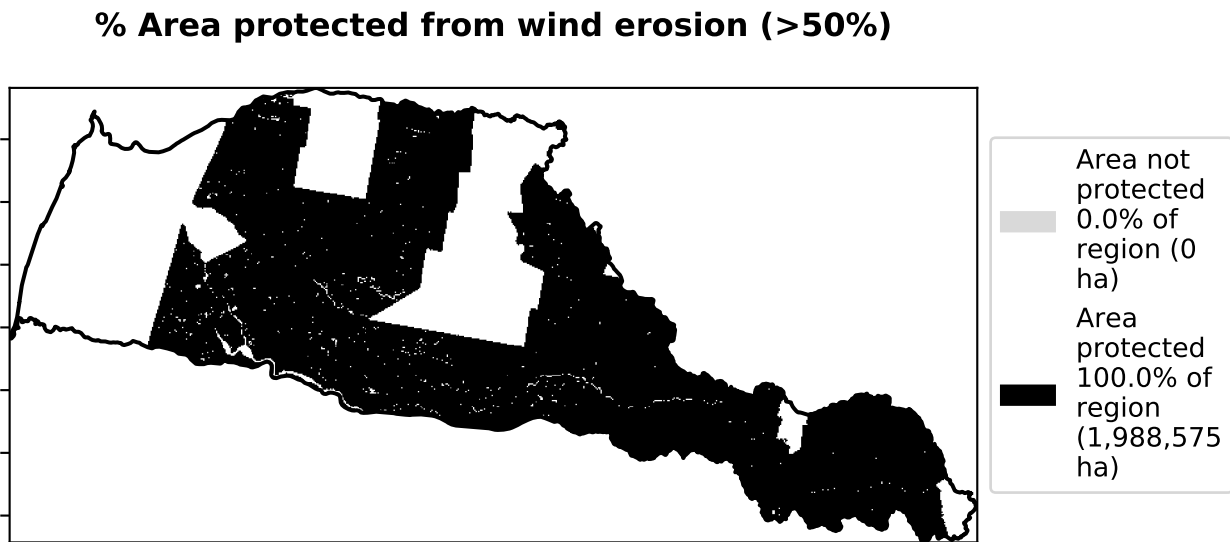 % Area protected from wind erosion (>50%)
Area not
protected
0.0% of
region (0
ha)
Area
protected
100.0% of
region
(1,988,575
ha)